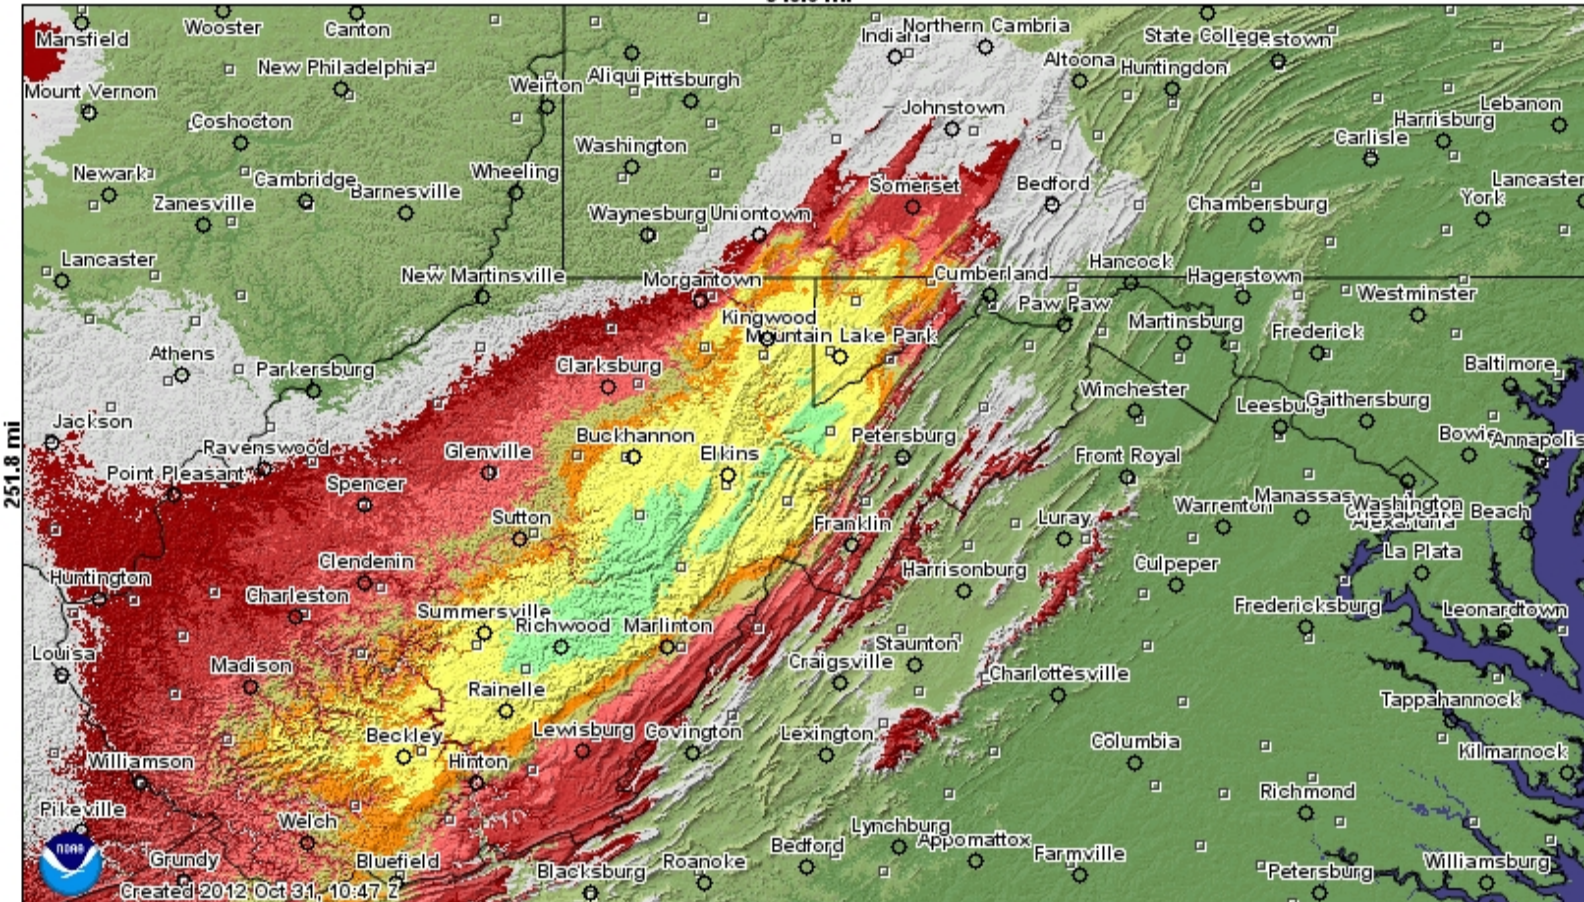 Mansfield
Wooster
Canton
Indiana
Northern Cambria
State College
Altoona
Huntingdon
New Philadelphia
Mount Vernon
Weirton
Pittsburgh
Johnstown
Lebanon
Harrisburg
Carlisle
Coshocton
Washington
Newark
Cambridge
Barnesville
Wheeling
Zanesville
Somerset
Bedford
Lancaster
York
Chambersburg
Waynesburg
Uniontown
Lancaster
New Martinsville
Morgantown
Cumberland
Hancock
Hagerstown
Westminster
Paw Paw
Kingwood
Mountain Lake Park
Martinsburg
Frederick
Athens
Parkersburg
Clarksburg
Baltimore
Winchester
Leesburg
Gaithersburg
Jackson
Ravenswood
Buckhannon
Petersburg
Bowie
Annapolis
251.8 mi
Point Pleasant
Glenville
Elkins
Front Royal
Spencer
Sutton
Franklin
Luray
Warrenton
Manassas
Washington
Beach
Alexandria
La Plata
Clendenin
Huntington
Charleston
Harrisonburg
Culpeper
Summersville
Richwood
Marlinton
Fredericksburg
Leonardtown
Louisa
Madison
Staunton
Craigsville
Charlottesville
Rainelle
Tappahannock
Beckley
Lewisburg
Covington
Lexington
Columbia
Kilmarnock
Williamson
Hinton
Pikeville
Richmond
Welch
Lynchburg
Bedford
Appomattox
Farmville
NOAA
Grundy
Bluefield
Blacksburg
Roanoke
Petersburg
Williamsburg
Created 2012 Oct 31, 10:47 Z